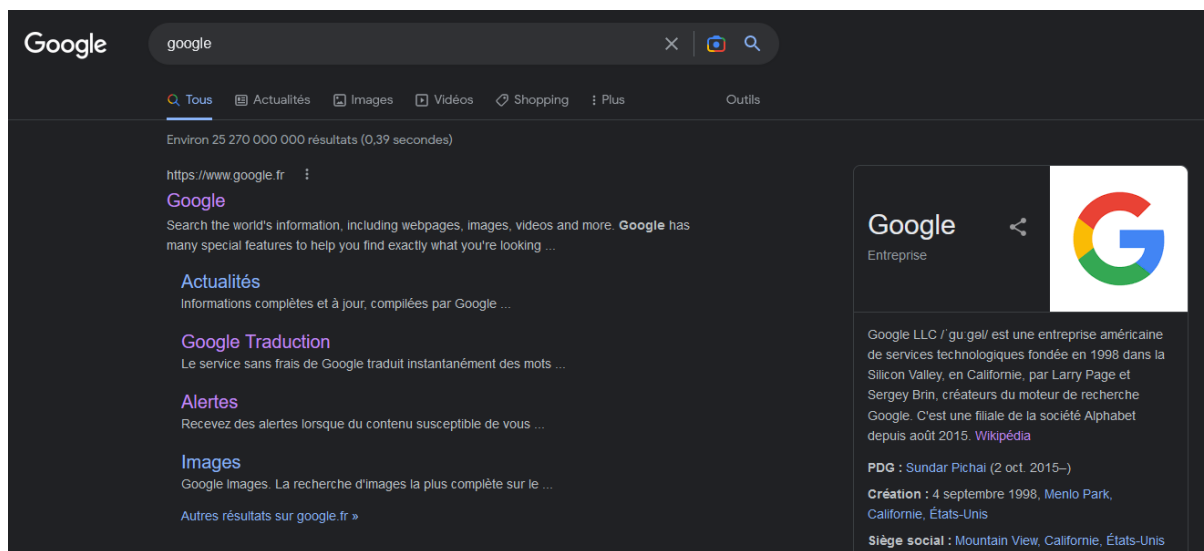 Google
google
Tous Actualités Images Vidéos Shopping Plus Outils
Environ 25 270 000 000 résultats (0,39 secondes)
https://www.google.fr
Google
Search the world's information, including webpages, images, videos and more. Google has
many special features to help you find exactly what you're looking ...
Actualités
Informations complètes et à jour, compilées par Google ...
Google Traduction
Le service sans frais de Google traduit instantanément des mots ...
Alertes
Recevez des alertes lorsque du contenu susceptible de vous ...
Images
Google Images. La recherche d'images la plus complète sur le ...
Autres résultats sur google.fr »
Google
Entreprise
G
Google LLC /ˈguːgəl/ est une entreprise américaine
de services technologiques fondée en 1998 dans la
Silicon Valley, en Californie, par Larry Page et
Sergey Brin, créateurs du moteur de recherche
Google. C'est une filiale de la société Alphabet
depuis août 2015. Wikipédia
PDG : Sundar Pichai (2 oct. 2015–)
Création : 4 septembre 1998, Menlo Park,
Californie, États-Unis
Siège social : Mountain View, Californie, États-Unis